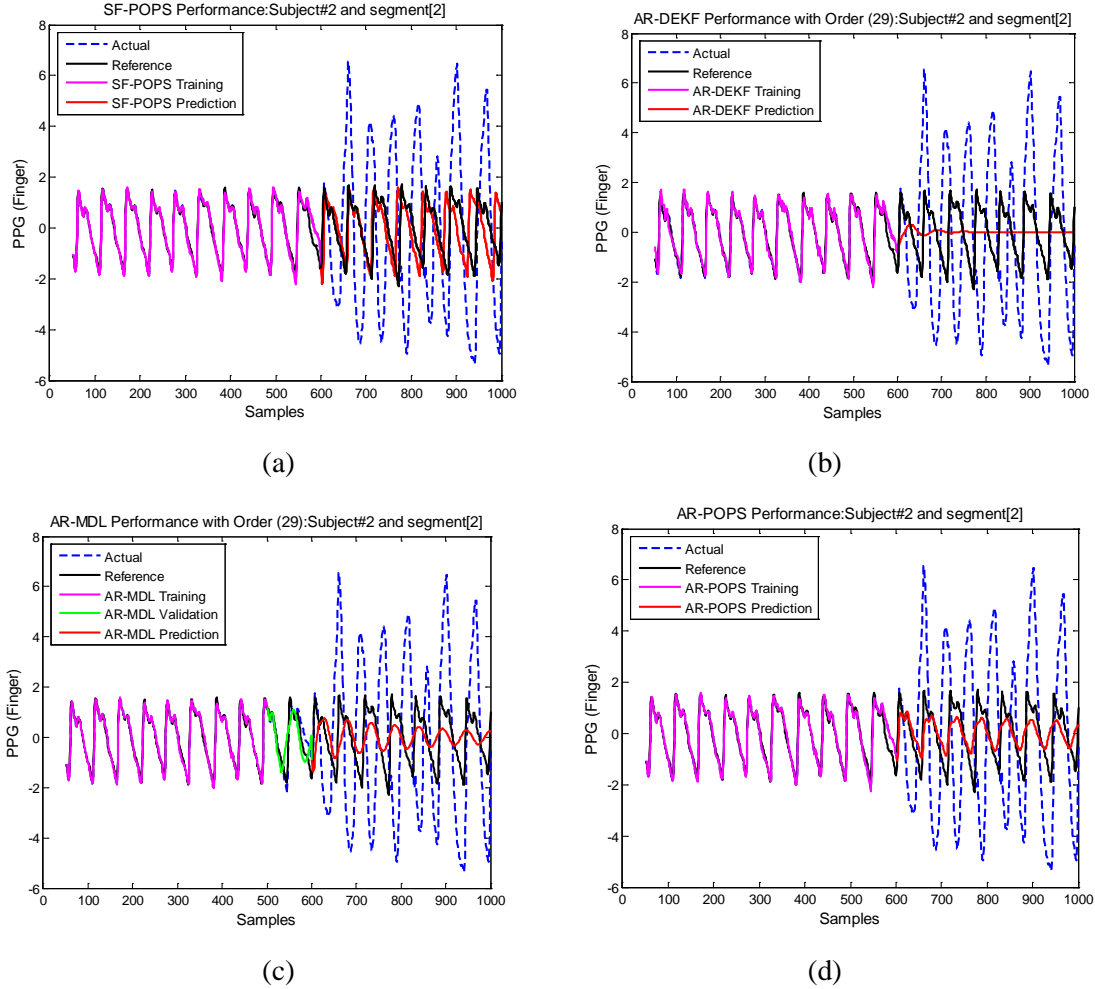 SF-POPS Performance:Subject#2 and segment[2]
8
6
4
2
0
-2
-4
-6
PPG (Finger)
Actual
Reference
SF-POPS Training
SF-POPS Prediction
0 100 200 300 400 500 600 700 800 900 1000
Samples
(a)
AR-DEKF Performance with Order (29):Subject#2 and segment[2]
8
6
4
2
0
-2
-4
-6
PPG (Finger)
Actual
Reference
AR-DEKF Training
AR-DEKF Prediction
0 100 200 300 400 500 600 700 800 900 1000
Samples
(b)
AR-MDL Performance with Order (29):Subject#2 and segment[2]
8
6
4
2
0
-2
-4
-6
PPG (Finger)
Actual
Reference
AR-MDL Training
AR-MDL Validation
AR-MDL Prediction
0 100 200 300 400 500 600 700 800 900 1000
Samples
(c)
AR-POPS Performance:Subject#2 and segment[2]
8
6
4
2
0
-2
-4
-6
PPG (Finger)
Actual
Reference
AR-POPS Training
AR-POPS Prediction
0 100 200 300 400 500 600 700 800 900 1000
Samples
(d)